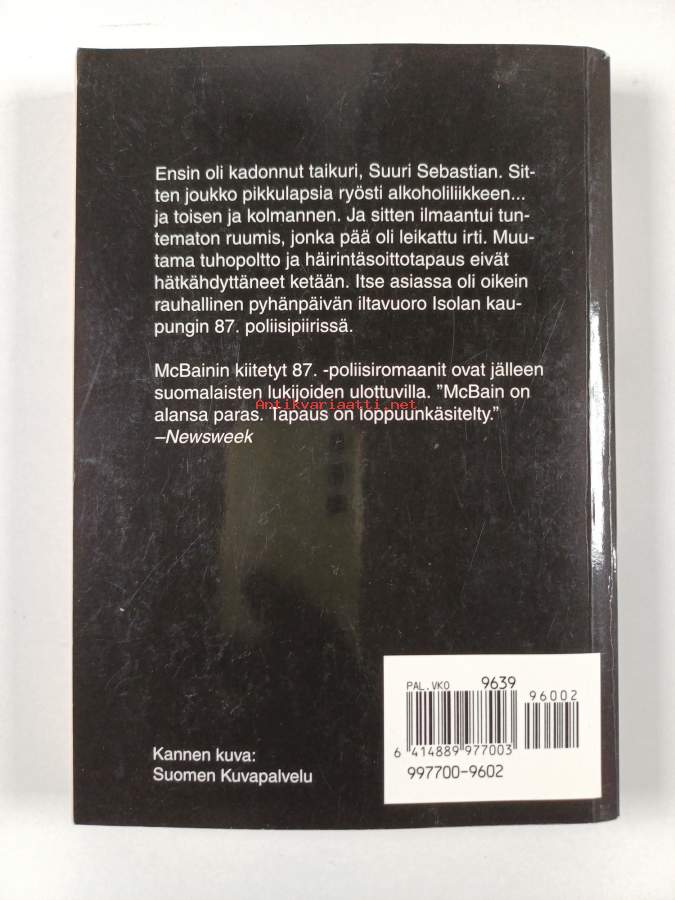 Ensin oli kadonnut taikuri, Suuri Sebastian. Sit-
ten joukko pikkulapsia ryösti alkoholiliikkeen...
ja toisen ja kolmannen. Ja sitten ilmaantui tun-
tematon ruumis, jonka pää oli leikattu irti. Muu-
tama tuhopoltto ja häirintäsoittotapaus eivät
hätkähdyttäneet ketään. Itse asiassa oli oikein
rauhallinen pyhänpäivän iltavuoro Isolan kau-
pungin 87. poliisipiirissä.
McBainin kiitetyt 87. -poliisiromaanit ovat jälleen
suomalaisten lukijoiden ulottuvilla. ”McBain on
alansa paras. Tapaus on loppuunkäsitelty.”
–Newsweek
Antikvariaatti.net
Kannen kuva:
Suomen Kuvapalvelu
PAL.VKO 9639
96002
6 414889 977003
997700-9602